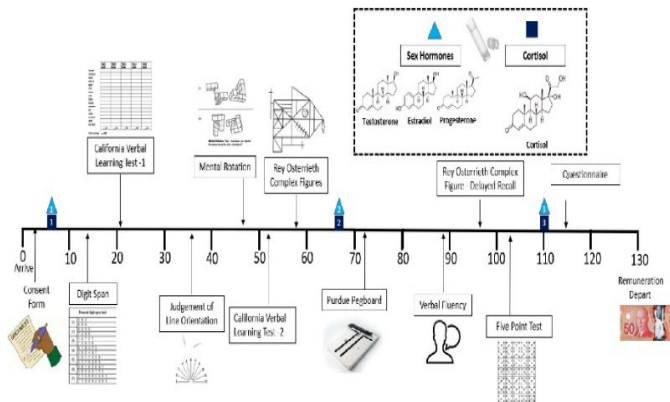 Sex Hormones
Cortisol
Testosterone
Estradiol
Progesterone
Cortisol
California Verbal
Learning Test -1
Mental Rotation
Rey Osterrieth
Complex Figures
Rey Osterrieth Complex
Figure - Delayed Recall
Questionnaire
1
1
2
2
3
3
0
10
20
30
40
50
60
70
80
90
100
110
120
130
Arrive
Remuneration
Depart
Consent
Form
Digit Span
Judgement of
Line Orientation
California Verbal
Learning Test -2
Purdue Pegboard
Verbal Fluency
Five Point Test
50